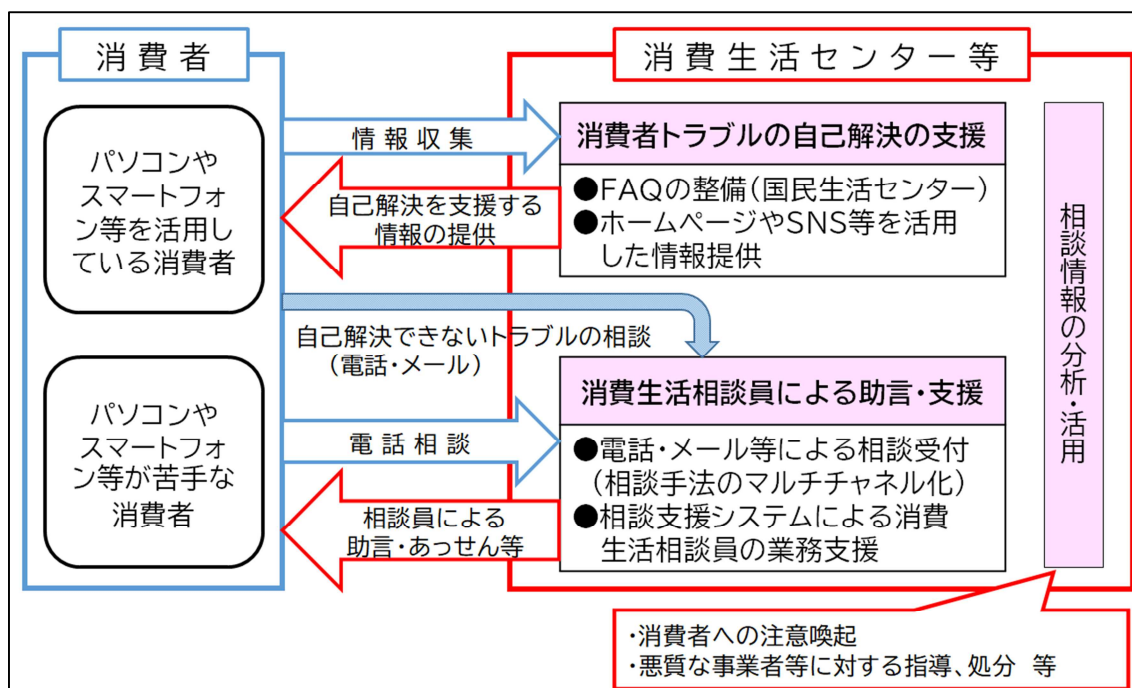 消費者
消費生活センター等
パソコンや
スマートフォ
ン等を活用し
ている消費者
情報収集
自己解決を支援する
情報の提供
消費者トラブルの自己解決の支援
●FAQの整備(国民生活センター)
●ホームページやSNS等を活用
した情報提供
自己解決できないトラブルの相談
(電話・メール)
パソコンや
スマートフォ
ン等が苦手な
消費者
電話相談
相談員による
助言・あっせん等
消費生活相談員による助言・支援
●電話・メール等による相談受付
(相談手法のマルチチャネル化)
●相談支援システムによる消費
生活相談員の業務支援
相談情報の分析・活用
・消費者への注意喚起
・悪質な事業者等に対する指導、処分 等